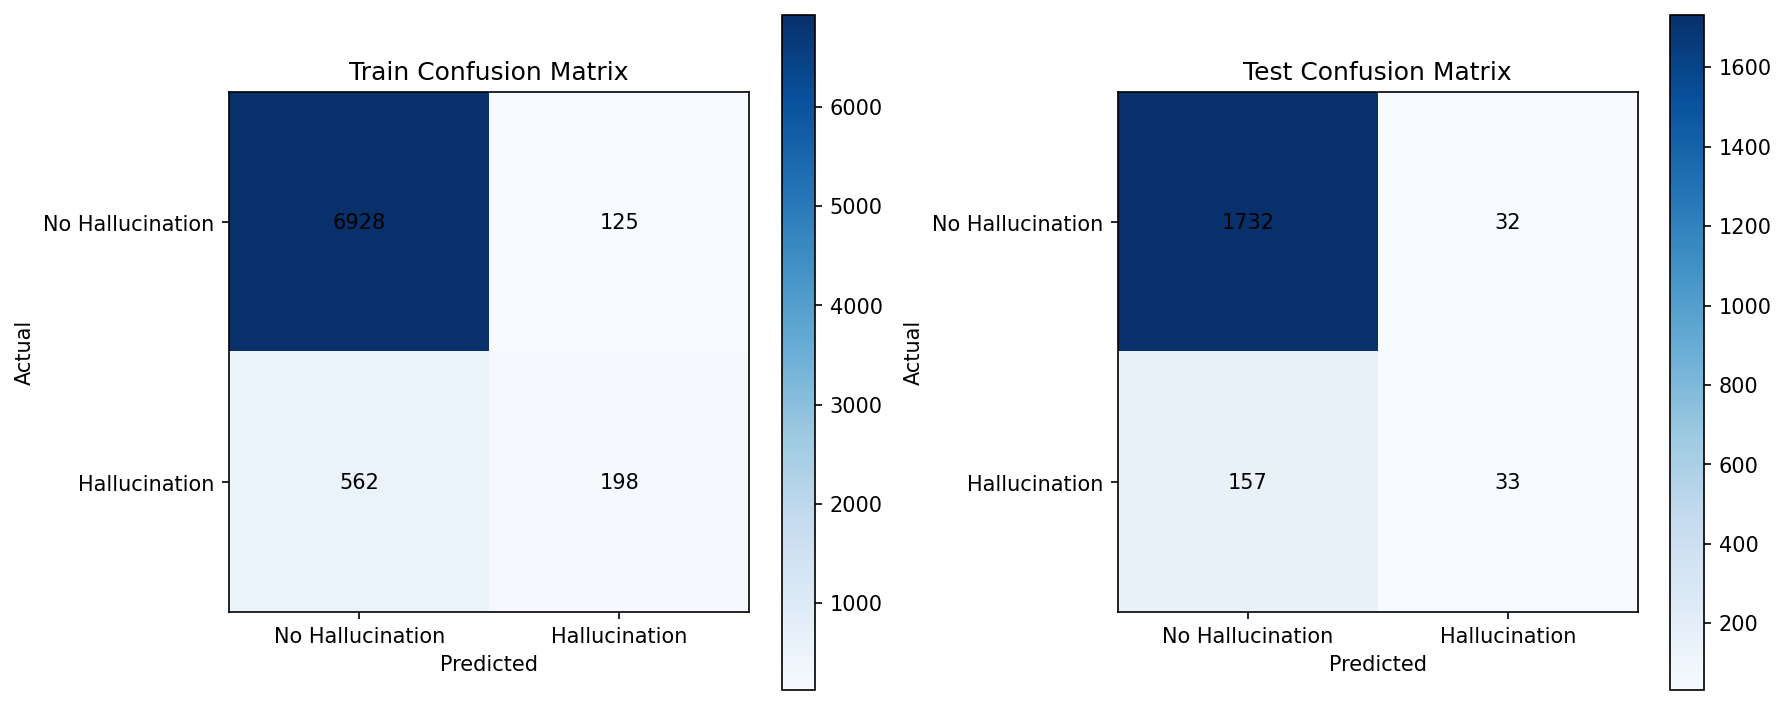 Train Confusion Matrix
No Hallucination
6928
125
Hallucination
562
198
Actual
No Hallucination
Hallucination
Predicted
6000
5000
4000
3000
2000
1000
Test Confusion Matrix
No Hallucination
1732
32
Hallucination
157
33
Actual
No Hallucination
Hallucination
Predicted
1600
1400
1200
1000
800
600
400
200